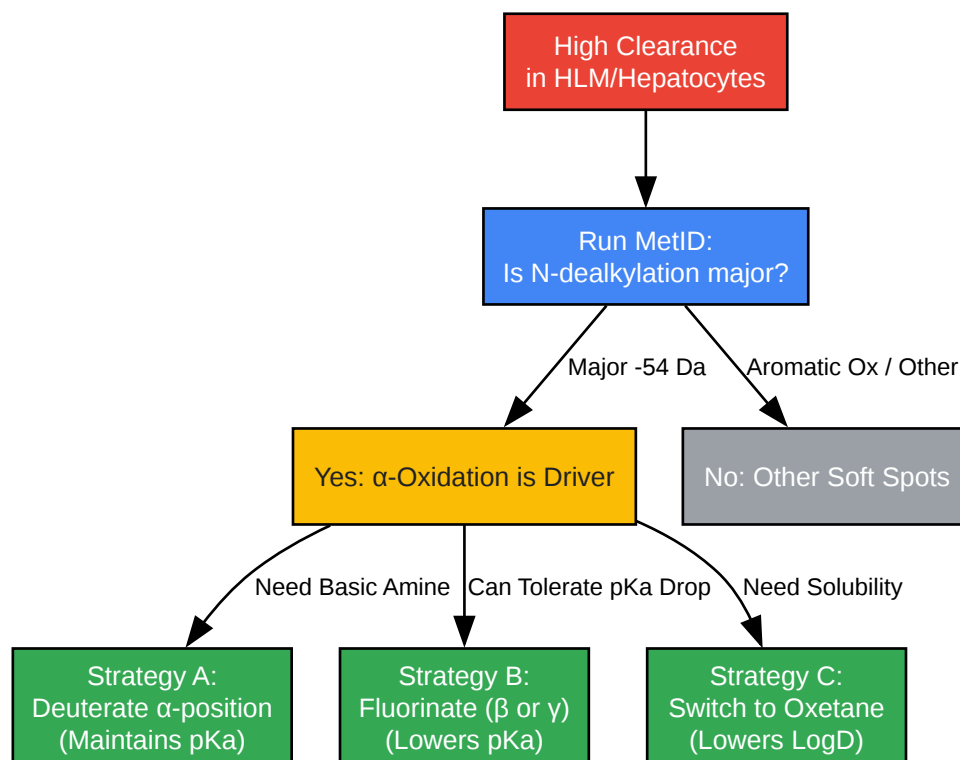 High Clearance
in HLM/Hepatocytes
Run MetID:
Is N-dealkylation major?
Major -54 Da
Aromatic Ox / Other
Yes: α-Oxidation is Driver
No: Other Soft Spots
Need Basic Amine
Can Tolerate pKa Drop
Need Solubility
Strategy A:
Deuterate α-position
(Maintains pKa)
Strategy B:
Fluorinate (β or γ)
(Lowers pKa)
Strategy C:
Switch to Oxetane
(Lowers LogD)